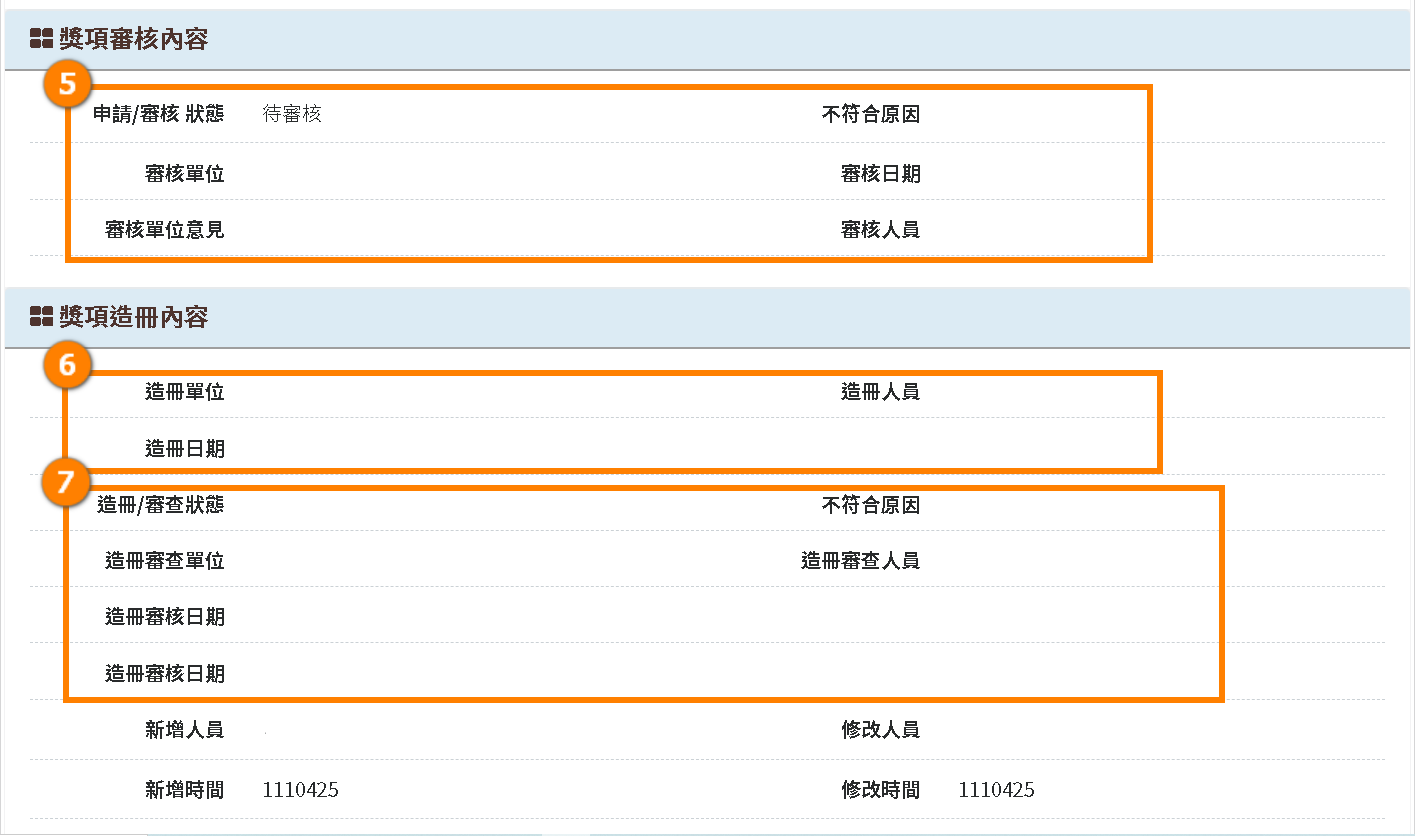 獎項審核內容
5
申請/審核 狀態 待審核 不符合原因
審核單位 審核日期
審核單位意見 審核人員
獎項造冊內容
6
造冊單位 造冊人員
造冊日期
7
造冊/審查狀態 不符合原因
造冊審查單位 造冊審查人員
造冊審核日期
造冊審核日期
新增人員 修改人員
新增時間 1110425 修改時間 1110425